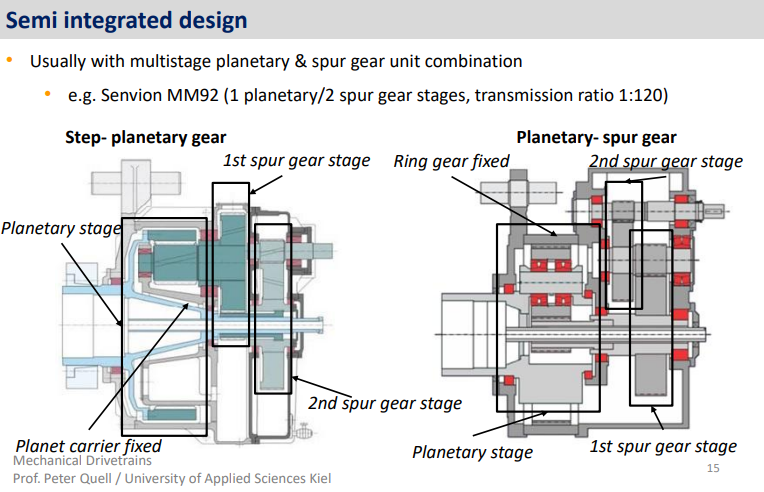 Semi integrated design
• Usually with multistage planetary & spur gear unit combination
• e.g. Senvion MM92 (1 planetary/2 spur gear stages, transmission ratio 1:120)
Step- planetary gear
Planetary- spur gear
1st spur gear stage
Ring gear fixed
2nd spur gear stage
Planetary stage
2nd spur gear stage
Planet carrier fixed
Planetary stage
1st spur gear stage
Mechanical Drivetrains
Prof. Peter Quell / University of Applied Sciences Kiel
15